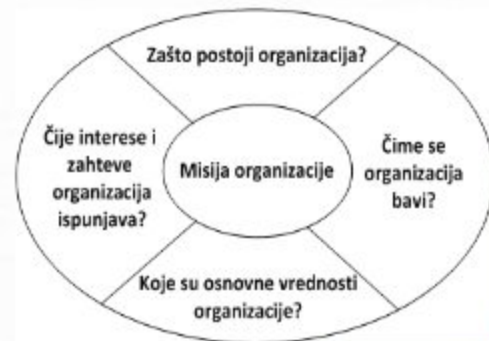 Zašto postoji organizacija?
Čije interese i
zahteve
organizacija
ispunjava?
Misija organizacije
Čime se
organizacija
bavi?
Koje su osnovne vrednosti
organizacije?